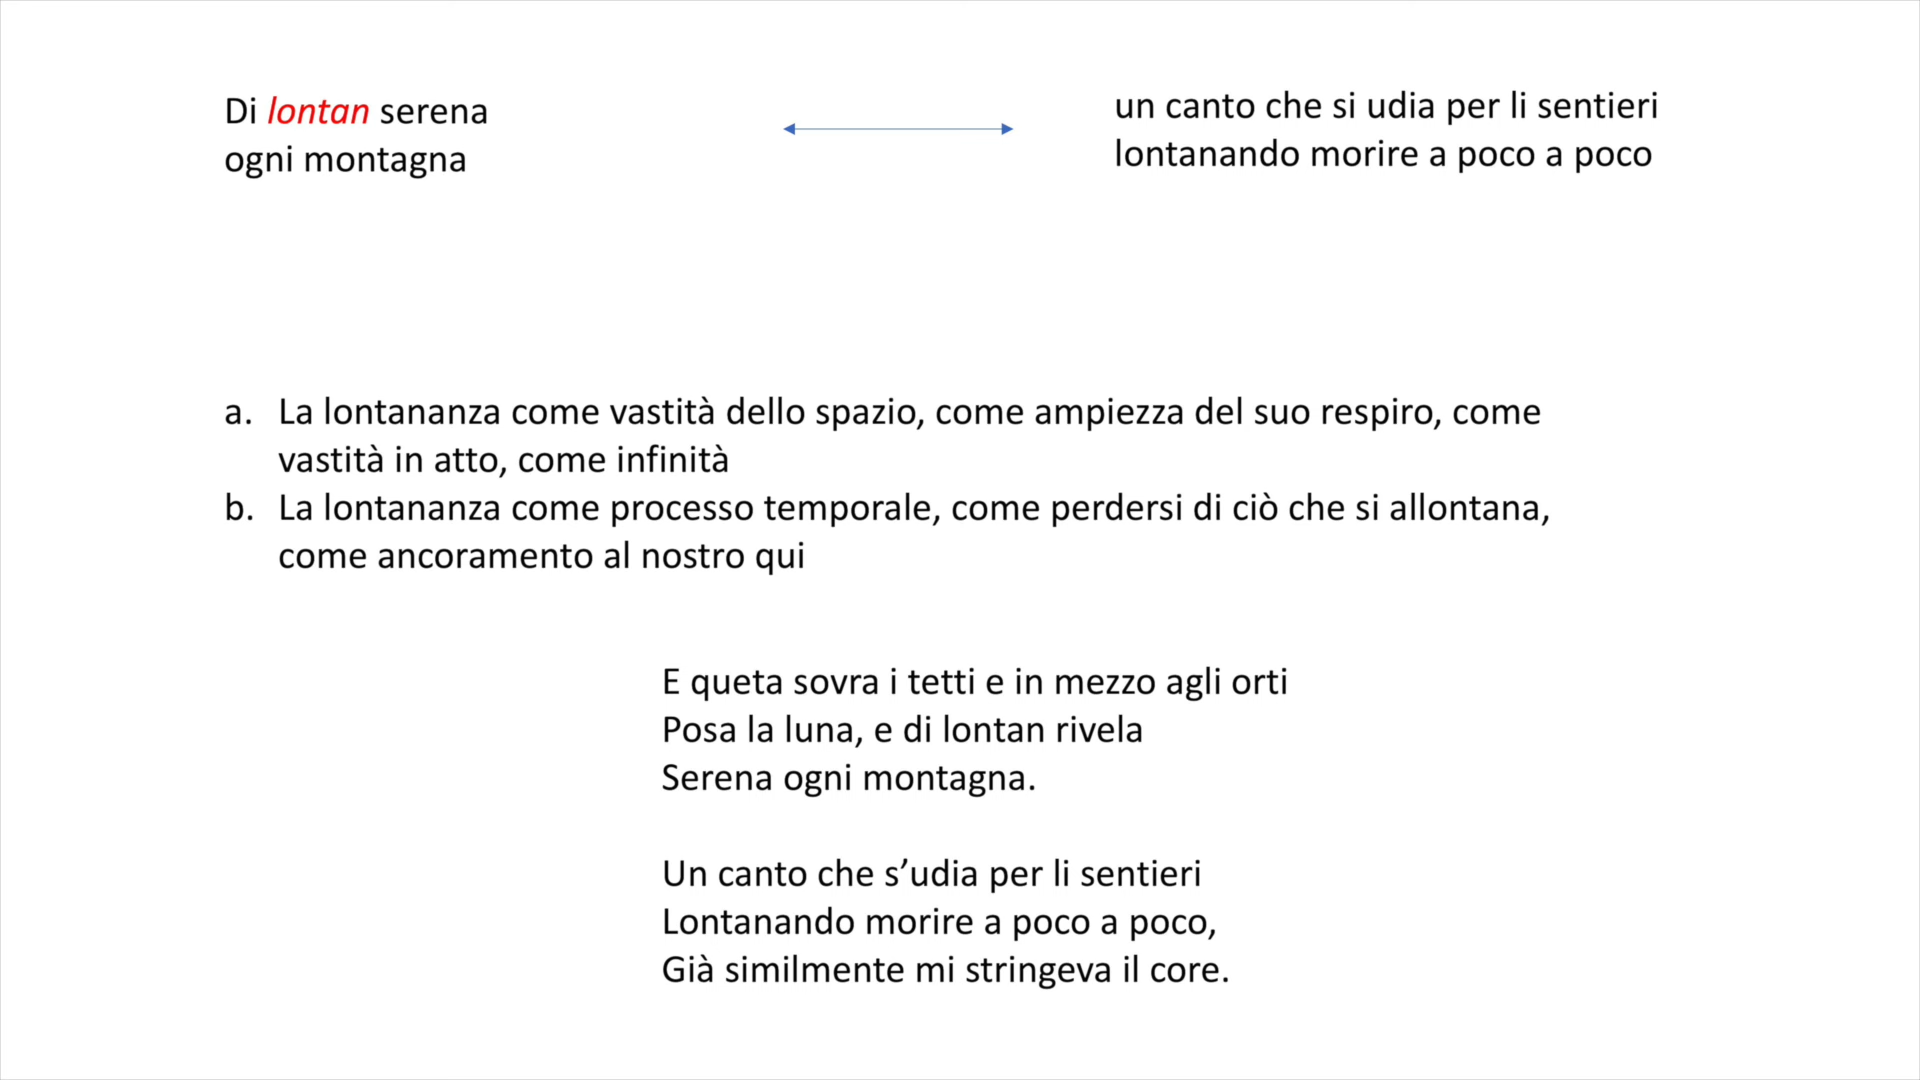 Di lontan serena
ogni montagna
un canto che si udia per li sentieri
lontanando morire a poco a poco
a. La lontananza come vastità dello spazio, come ampiezza del suo respiro, come
vastità in atto, come infinità
b. La lontananza come processo temporale, come perdersi di ciò che si allontana,
come ancoramento al nostro qui
E queta sovra i tetti e in mezzo agli orti
Posa la luna, e di lontan rivela
Serena ogni montagna.
Un canto che s’udia per li sentieri
Lontanando morire a poco a poco,
Già similmente mi stringeva il core.